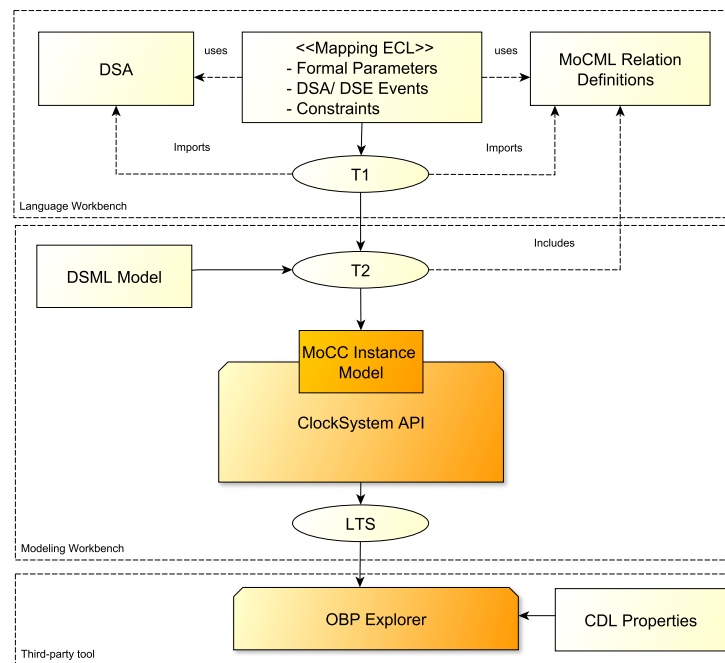 DSA
uses
<<Mapping ECL>>
- Formal Parameters
- DSA/ DSE Events
- Constraints
uses
MoCML Relation
Definitions
Imports
Imports
T1
Language Workbench
Includes
DSML Model
T2
MoCC Instance
Model
ClockSystem API
LTS
Modeling Workbench
OBP Explorer
CDL Properties
Third-party tool